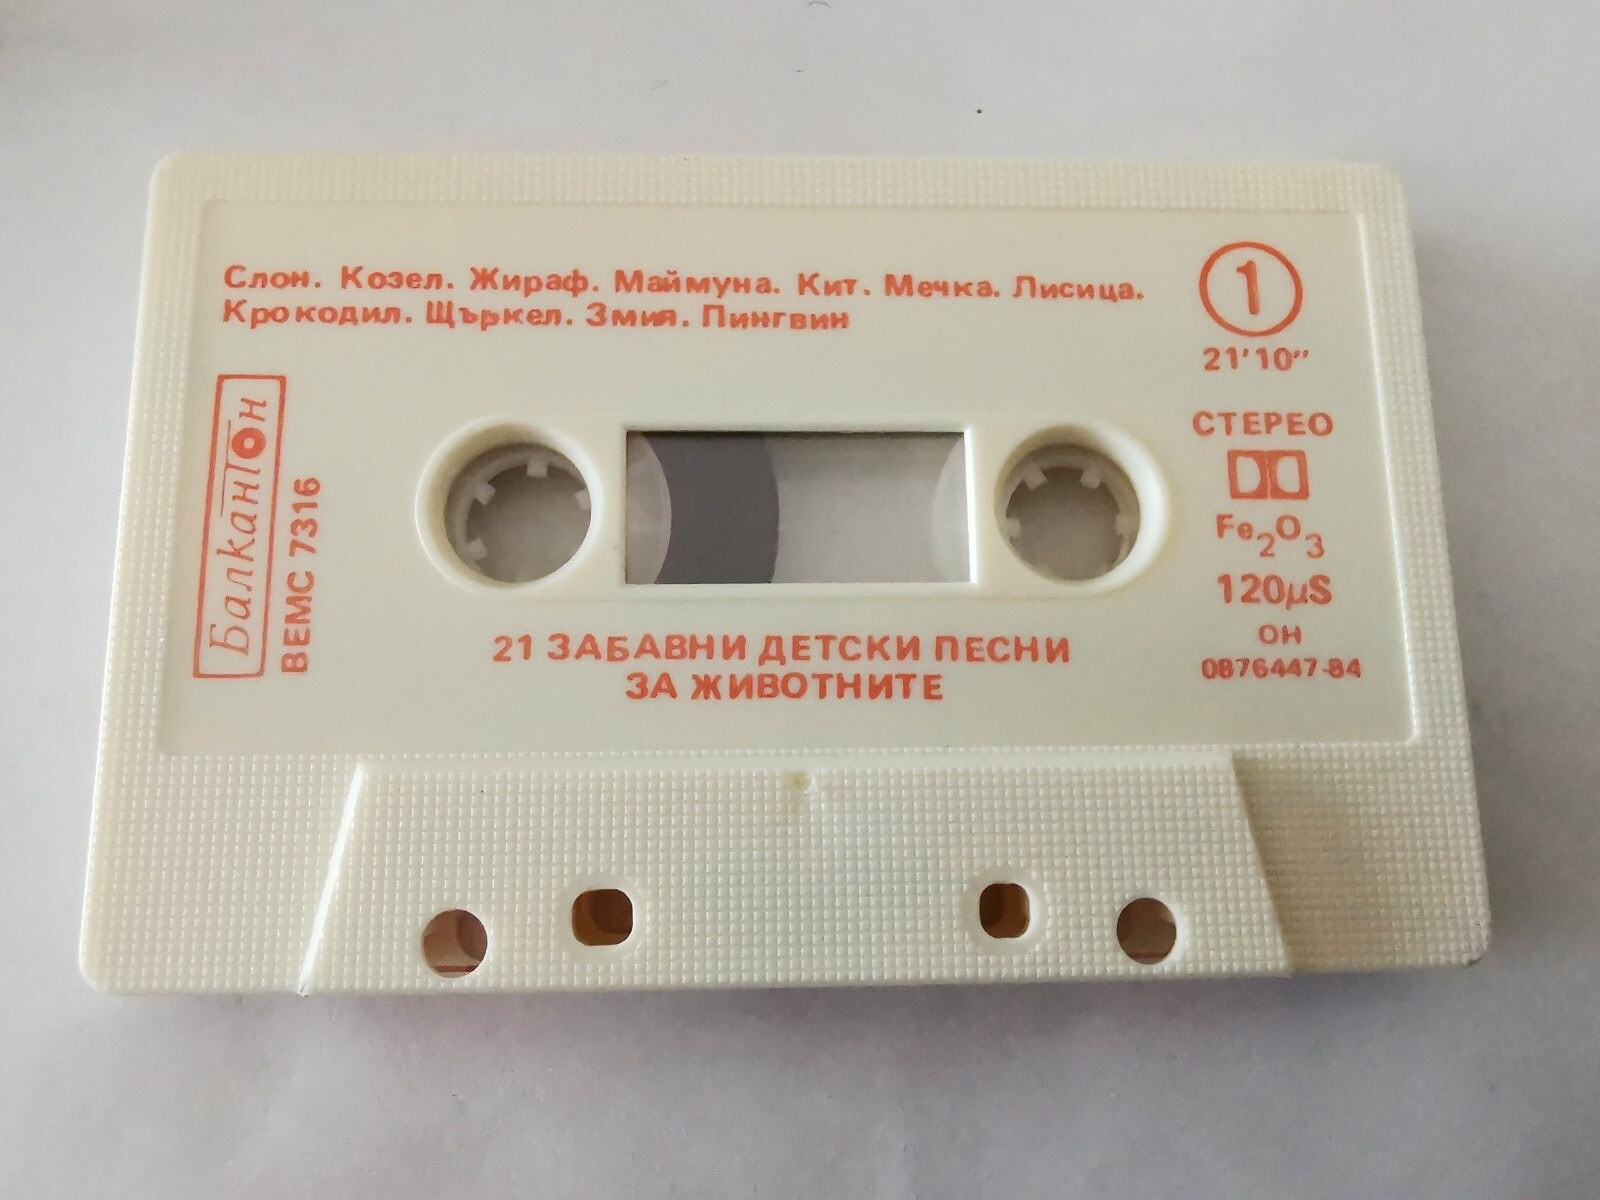 Слон. Козел. Жираф. Маймуна. Кит. Мечка. Лисица.
Крокодил. Щъркел. Змия. Пингвин
1
21'10"
Балкантон
ВЕМС 7316
СТЕРЕО
Fe₂O₃
120µS
ОН
0876447-84
21 ЗАБАВНИ ДЕТСКИ ПЕСНИ
ЗА ЖИВОТНИТЕ